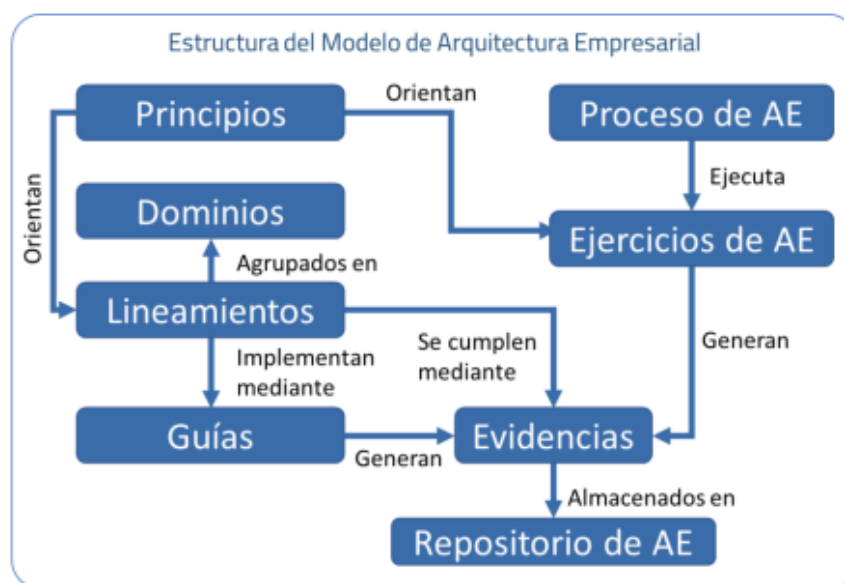 Estructura del Modelo de Arquitectura Empresarial
Principios
Orientan
Proceso de AE
Orientan
Ejecuta
Dominios
Ejercicios de AE
Agrupados en
Lineamientos
Implementan
mediante
Se cumplen
mediante
Generan
Guías
Generan
Evidencias
Almacenados en
Repositorio de AE